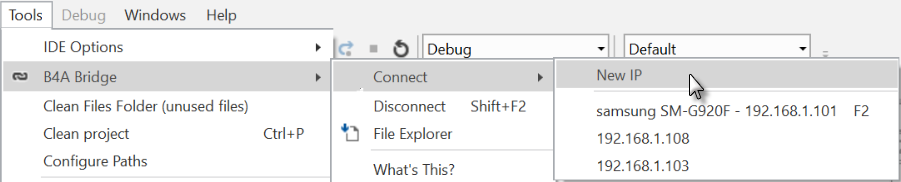 Tools Debug Windows Help
IDE Options
Debug
Default
B4A Bridge
Connect
New IP
Clean Files Folder (unused files)
Disconnect Shift+F2
samsung SM-G920F - 192.168.1.101 F2
Clean project Ctrl+P
File Explorer
192.168.1.108
Configure Paths
What's This?
192.168.1.103